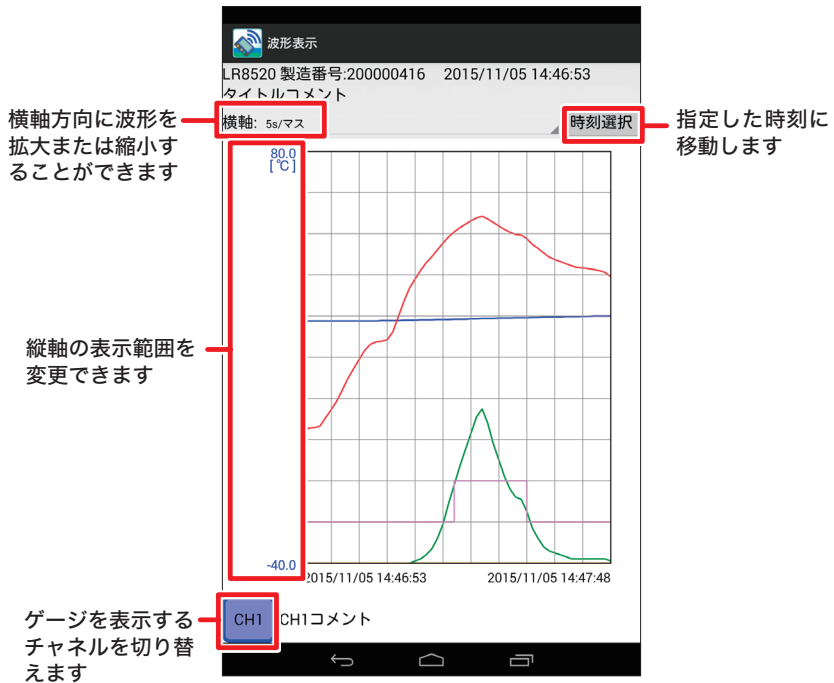 波形表示
LR8520 製造番号:200000416 2015/11/05 14:46:53
タイトルコメント
横軸: 5s/マス
時刻選択
横軸方向に波形を
拡大または縮小す
ることができます
指定した時刻に
移動します
80.0
[℃]
縦軸の表示範囲を
変更できます
-40.0
2015/11/05 14:46:53
2015/11/05 14:47:48
CH1
CH1コメント
ゲージを表示する
チャネルを切り替
えます